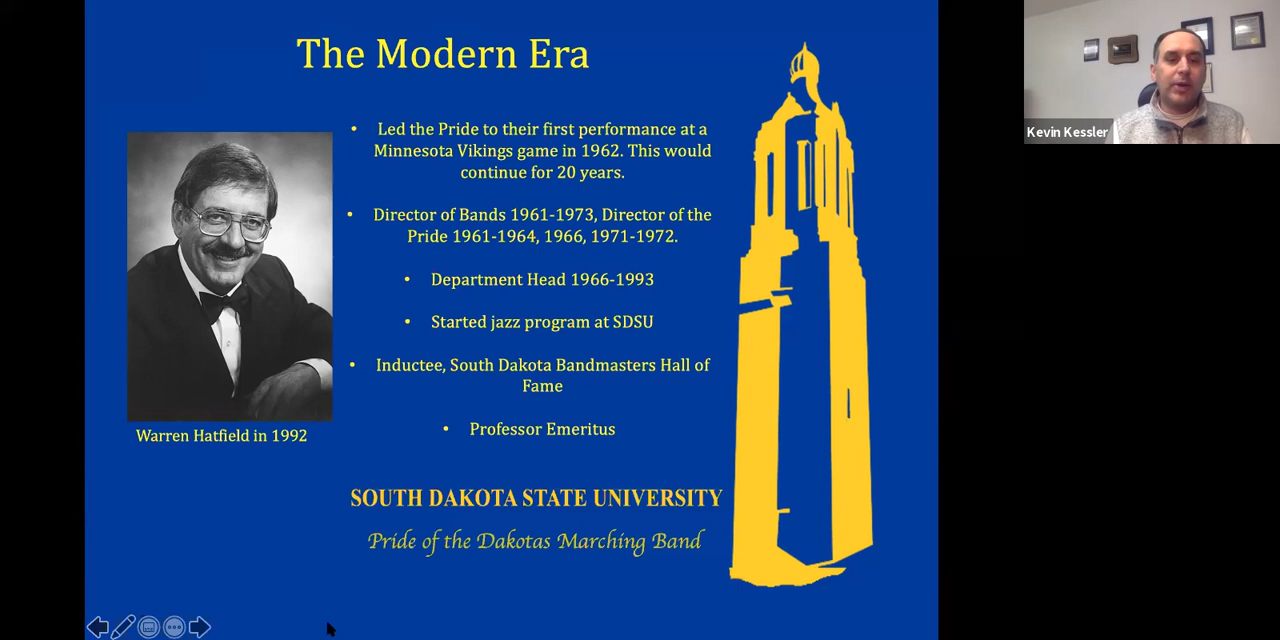 The Modern Era
• Led the Pride to their first performance at a
Minnesota Vikings game in 1962. This would
continue for 20 years.
• Director of Bands 1961-1973, Director of the
Pride 1961-1964, 1966, 1971-1972.
• Department Head 1966-1993
• Started jazz program at SDSU
• Inductee, South Dakota Bandmasters Hall of
Fame
• Professor Emeritus
Warren Hatfield in 1992
SOUTH DAKOTA STATE UNIVERSITY
Pride of the Dakotas Marching Band
Kevin Kessler